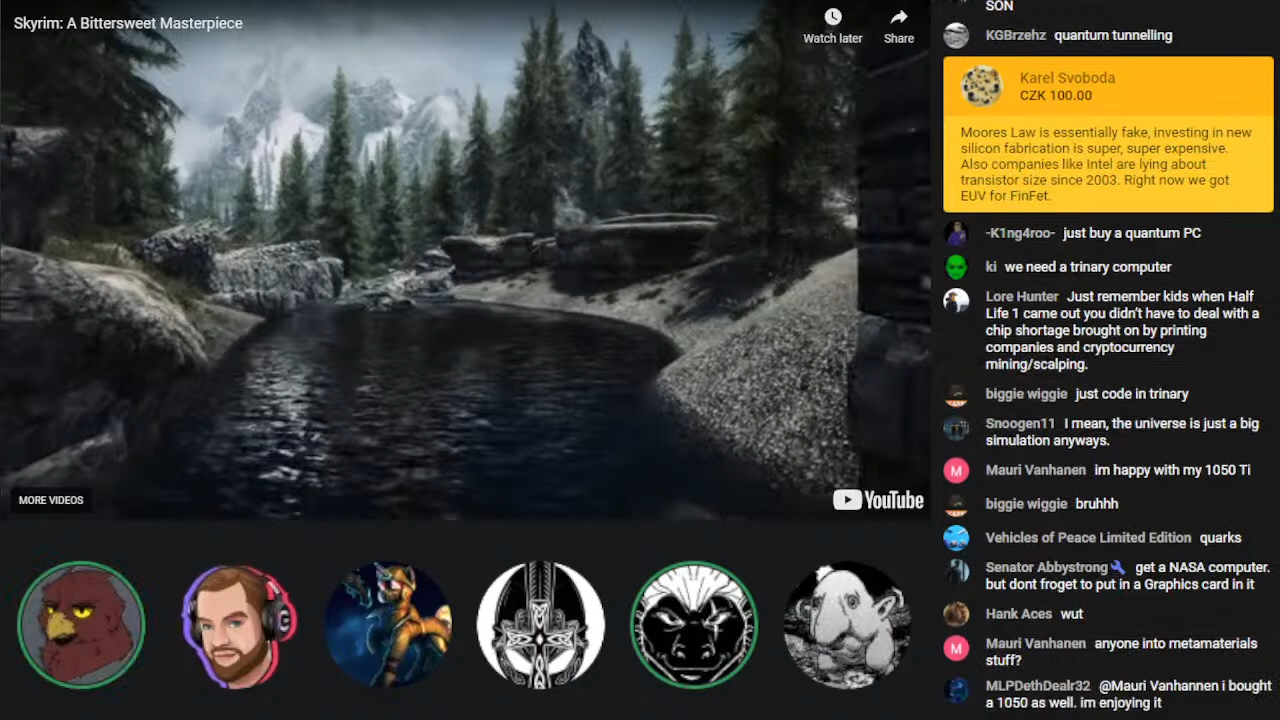 Skyrim: A Bittersweet Masterpiece
Watch later
Share
MORE VIDEOS
YouTube
SON
KGBrzehz quantum tunnelling
Karel Svoboda
CZK 100.00
Moores Law is essentially fake, investing in new
silicon fabrication is super, super expensive.
Also companies like Intel are lying about
transistor size since 2003. Right now we got
EUV for FinFet.
-K1ng4roo- just buy a quantum PC
ki we need a trinary computer
Lore Hunter Just remember kids when Half
Life 1 came out you didn't have to deal with a
chip shortage brought on by printing
companies and cryptocurrency
mining/scalping.
biggie wiggie just code in trinary
Snoogen11 I mean, the universe is just a big
simulation anyways.
M
Mauri Vanhanen im happy with my 1050 Ti
biggie wiggie bruhhh
Vehicles of Peace Limited Edition quarks
Senator Abbystrong get a NASA computer.
but dont froget to put in a Graphics card in it
Hank Aces wut
M
Mauri Vanhanen anyone into metamaterials
stuff?
MLPDethDealr32 @Mauri Vanhannen i bought
a 1050 as well. im enjoying it